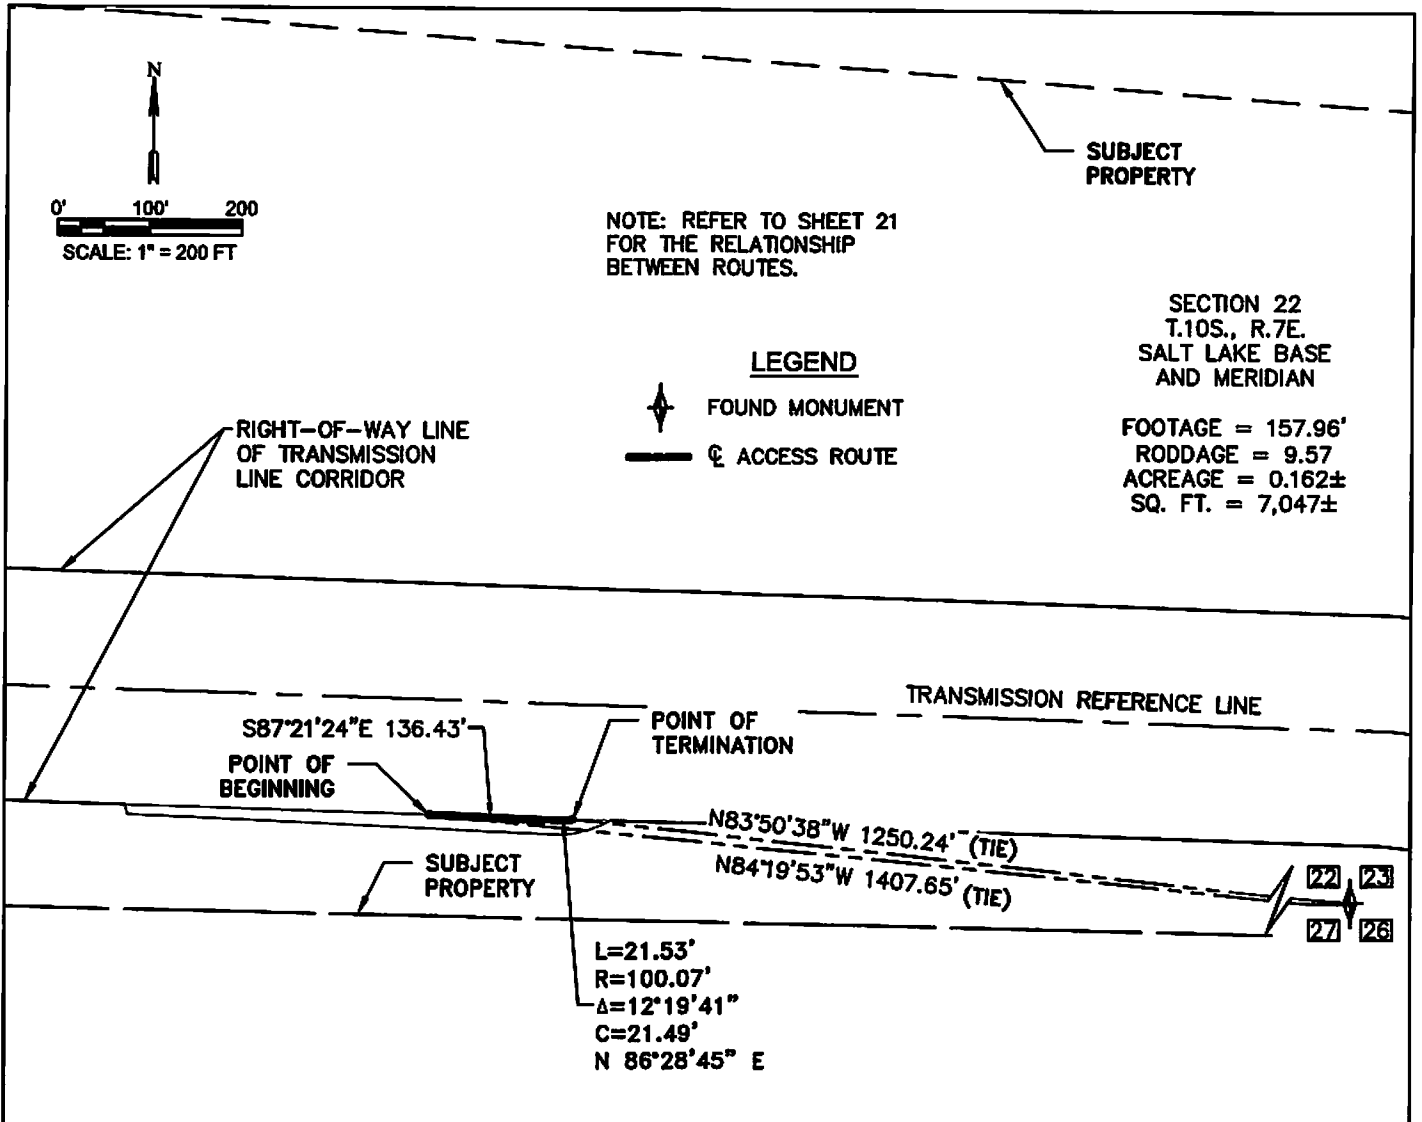 N
0' 100' 200
SCALE: 1" = 200 FT
SUBJECT
PROPERTY
NOTE: REFER TO SHEET 21
FOR THE RELATIONSHIP
BETWEEN ROUTES.
SECTION 22
T.10S., R.7E.
SALT LAKE BASE
AND MERIDIAN
LEGEND
FOUND MONUMENT
℄ ACCESS ROUTE
FOOTAGE = 157.96'
RODDAGE = 9.57
ACREAGE = 0.162±
SQ. FT. = 7,047±
RIGHT-OF-WAY LINE
OF TRANSMISSION
LINE CORRIDOR
TRANSMISSION REFERENCE LINE
S87°21'24"E 136.43'
POINT OF
TERMINATION
POINT OF
BEGINNING
N83°50'38"W 1250.24' (TIE)
N84°19'53"W 1407.65' (TIE)
SUBJECT
PROPERTY
22 23
27 26
L=21.53'
R=100.07'
Δ=12°19'41"
C=21.49'
N 86°28'45" E